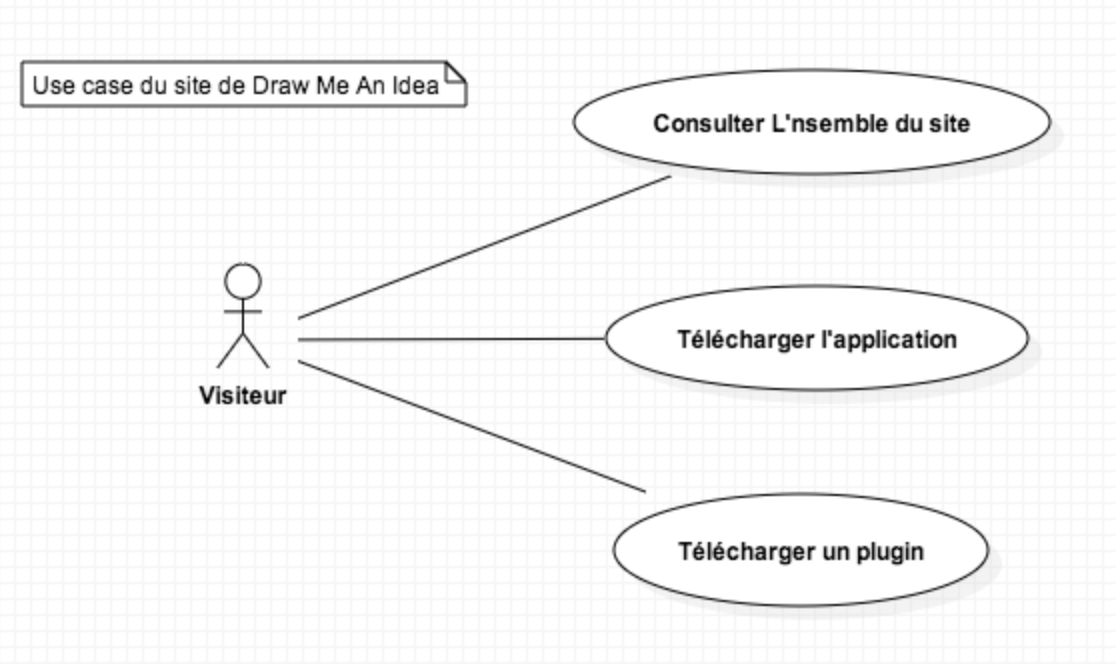 Use case du site de Draw Me An Idea
Consulter L'nsemble du site
Télécharger l'application
Visiteur
Télécharger un plugin